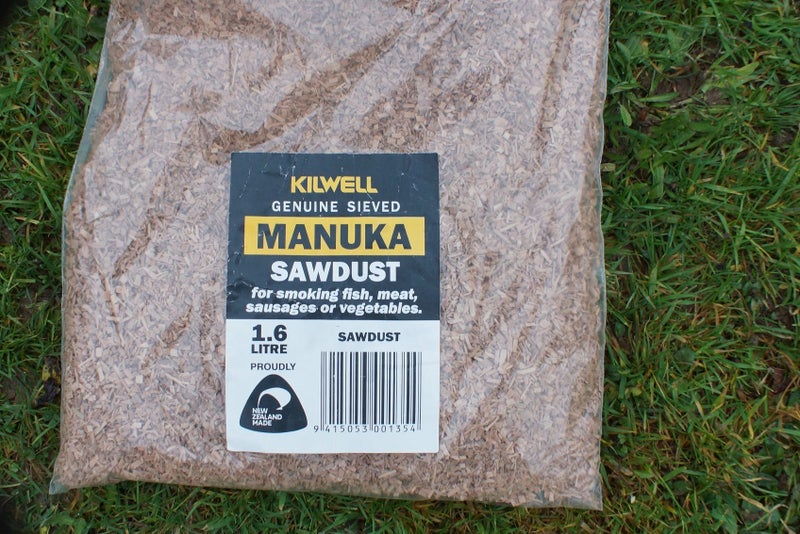 KILWELL
GENUINE SIEVED
MANUKA
SAWDUST
for smoking fish, meat,
sausages or vegetables.
1.6
LITRE
SAWDUST
PROUDLY
NEW
ZEALAND
MADE
9 415053 001354